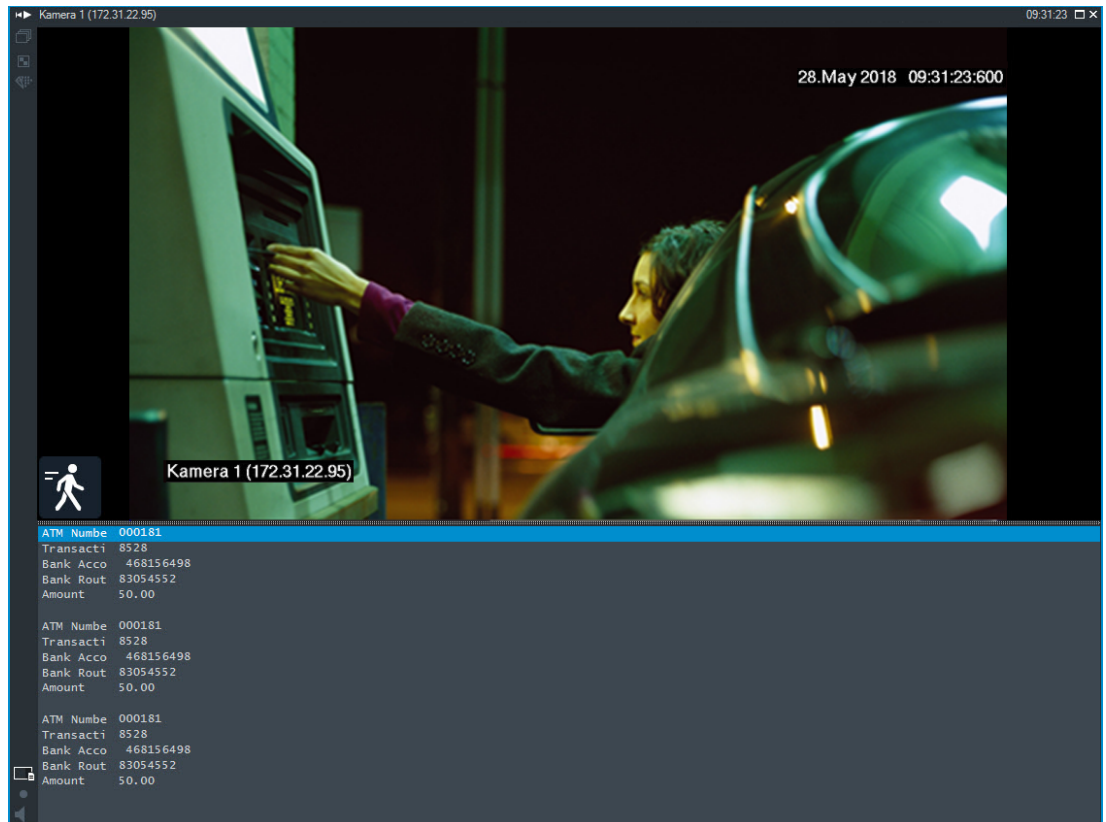 Kamera 1 (172.31.22.95)
09:31:23
28.May 2018 09:31:23:600
Kamera 1 (172.31.22.95)
ATM Numbe 000181
Transacti 8528
Bank Acco 468156498
Bank Rout 83054552
Amount 50.00
ATM Numbe 000181
Transacti 8528
Bank Acco 468156498
Bank Rout 83054552
Amount 50.00
ATM Numbe 000181
Transacti 8528
Bank Acco 468156498
Bank Rout 83054552
Amount 50.00